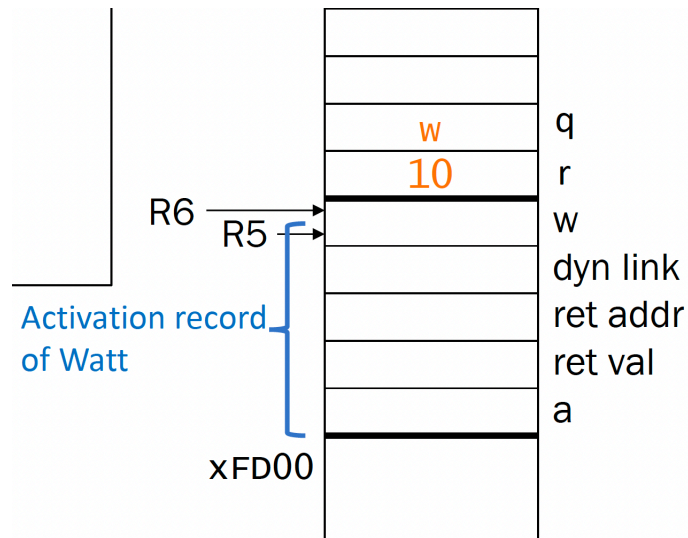 w q
10 r
R6 w
R5
dyn link
Activation record ret addr
of Watt ret val
a
xFD00